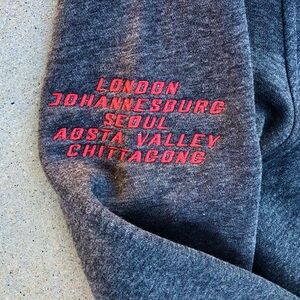 LONDON
JOHANNESBURG
SEOUL
AOSTA VALLEY
CHITTAGONG